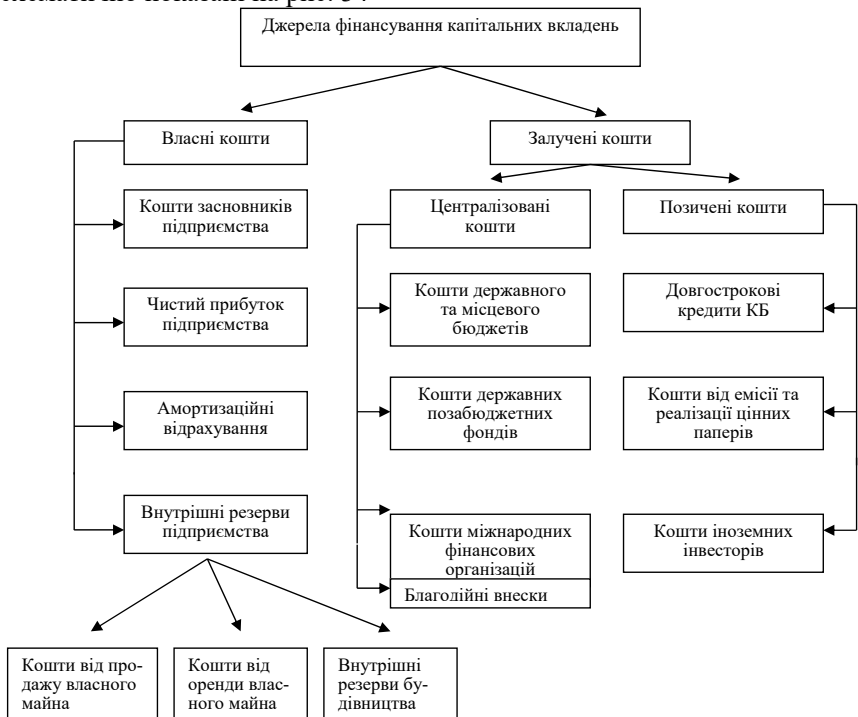 Джерела фінансування капітальних вкладень
Власні кошти
Залучені кошти
Кошти засновників
підприємства
Централізовані
кошти
Позичені кошти
Чистий прибуток
підприємства
Кошти державного
та місцевого
бюджетів
Довгострокові
кредити КБ
Амортизаційні
відрахування
Кошти державних
позабюджетних
фондів
Кошти від емісії та
реалізації цінних
паперів
Внутрішні резерви
підприємства
Кошти міжнародних
фінансових
організацій
Благодійні внески
Кошти іноземних
інвесторів
Кошти від про-
дажу власного
майна
Кошти від
оренди влас-
ного майна
Внутрішні
резерви бу-
дівництва